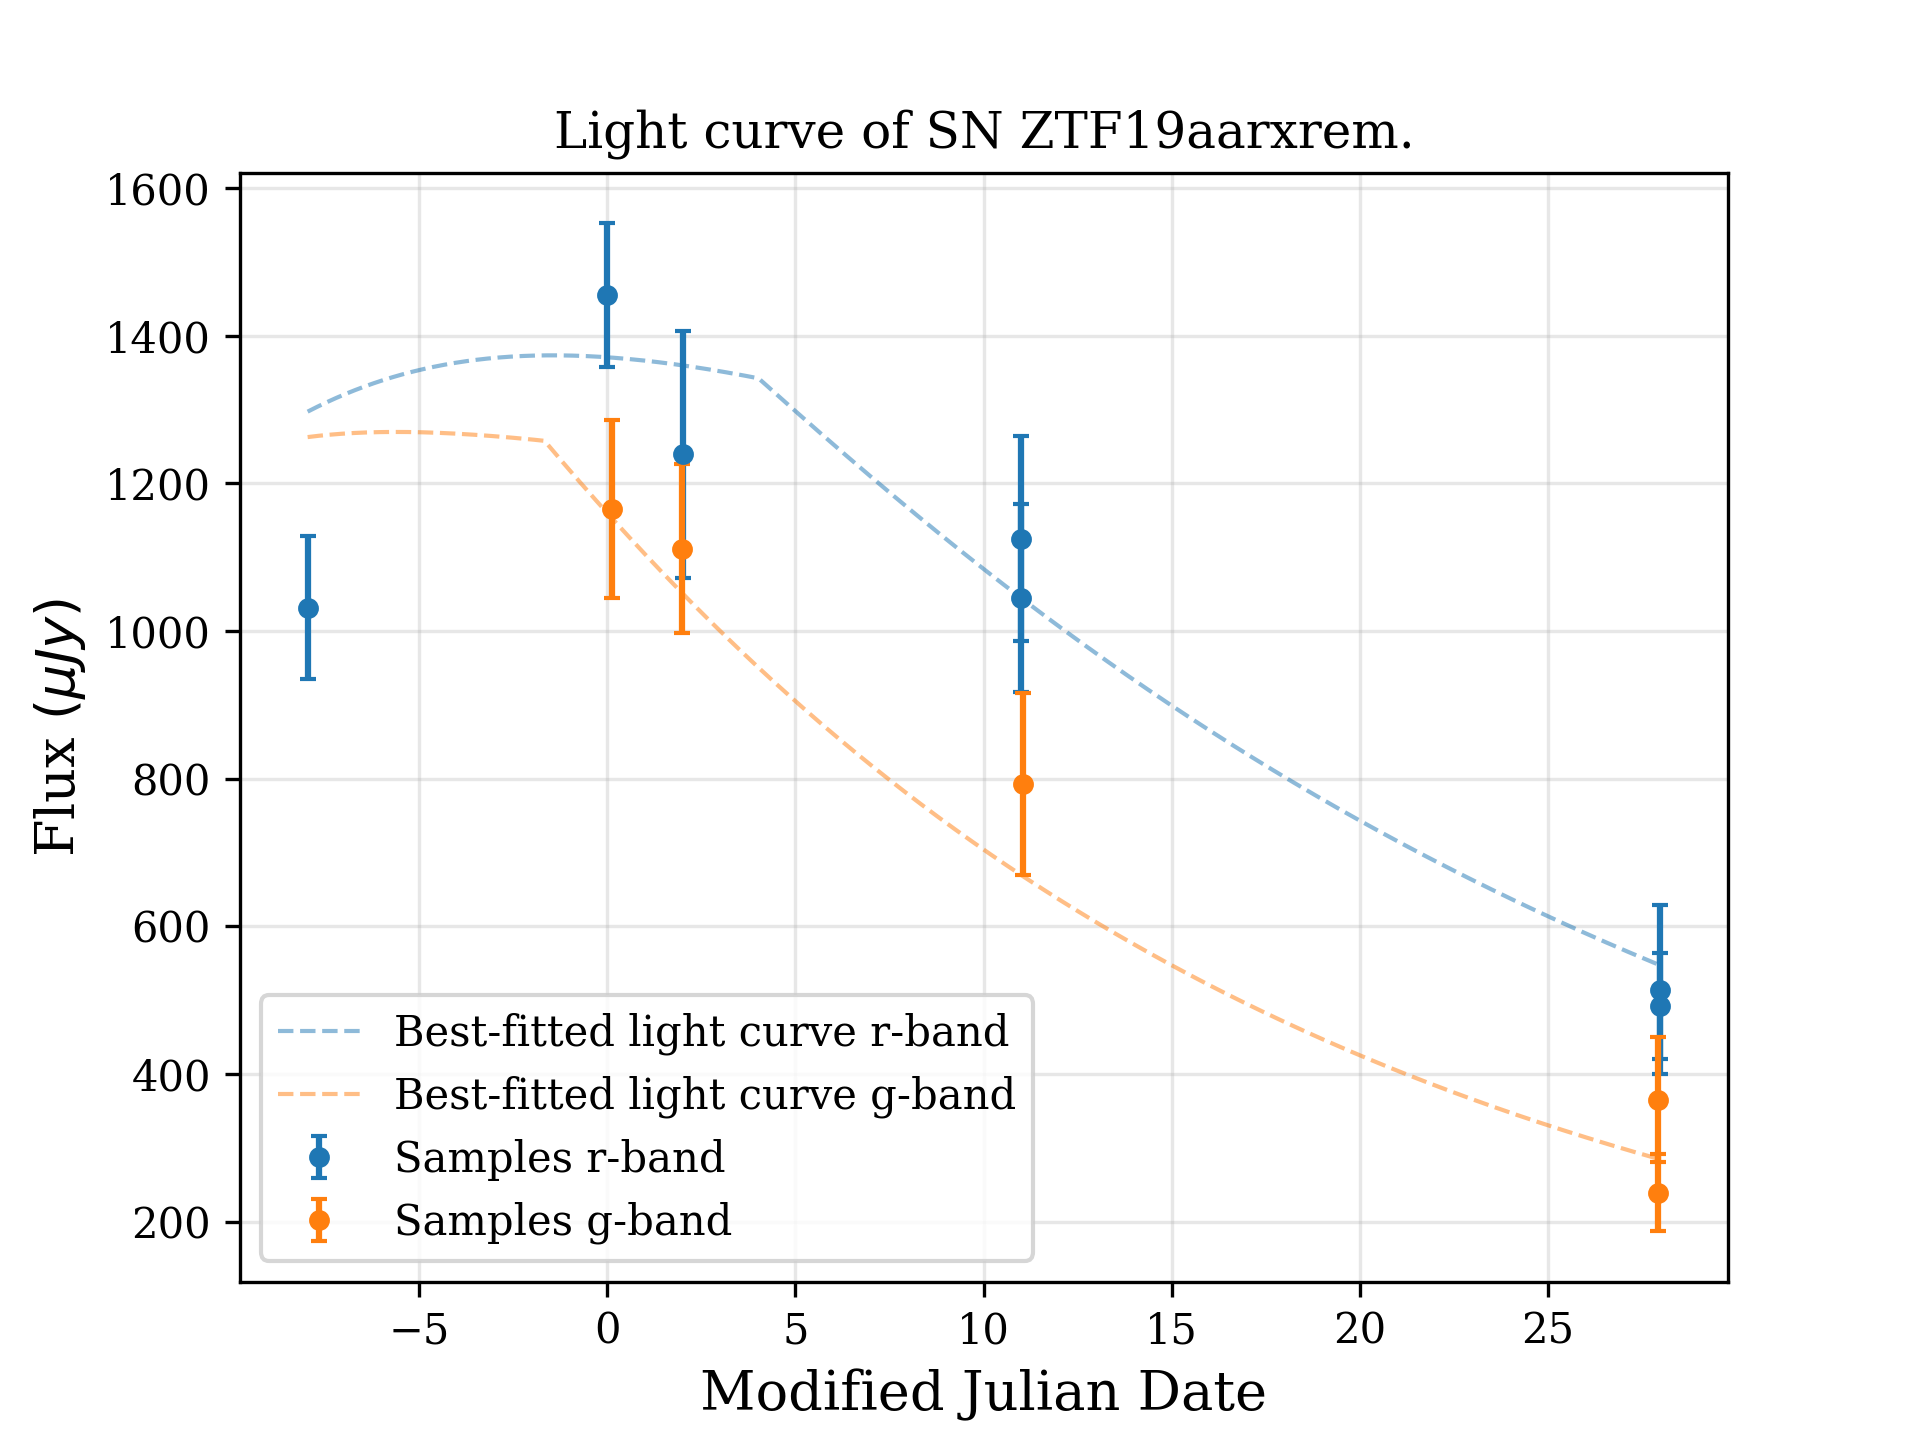 Light curve of SN ZTF19aarxrem.
1600
1400
1200
1000
800
600
400
200
Flux (μJy)
Best-fitted light curve r-band
Best-fitted light curve g-band
Samples r-band
Samples g-band
−5 0 5 10 15 20 25
Modified Julian Date